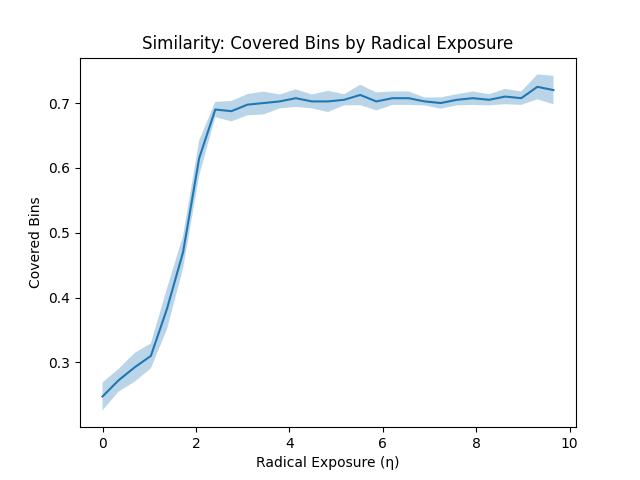 Similarity: Covered Bins by Radical Exposure
0.7
0.6
0.5
0.4
0.3
Covered Bins
0 2 4 6 8 10
Radical Exposure (η)